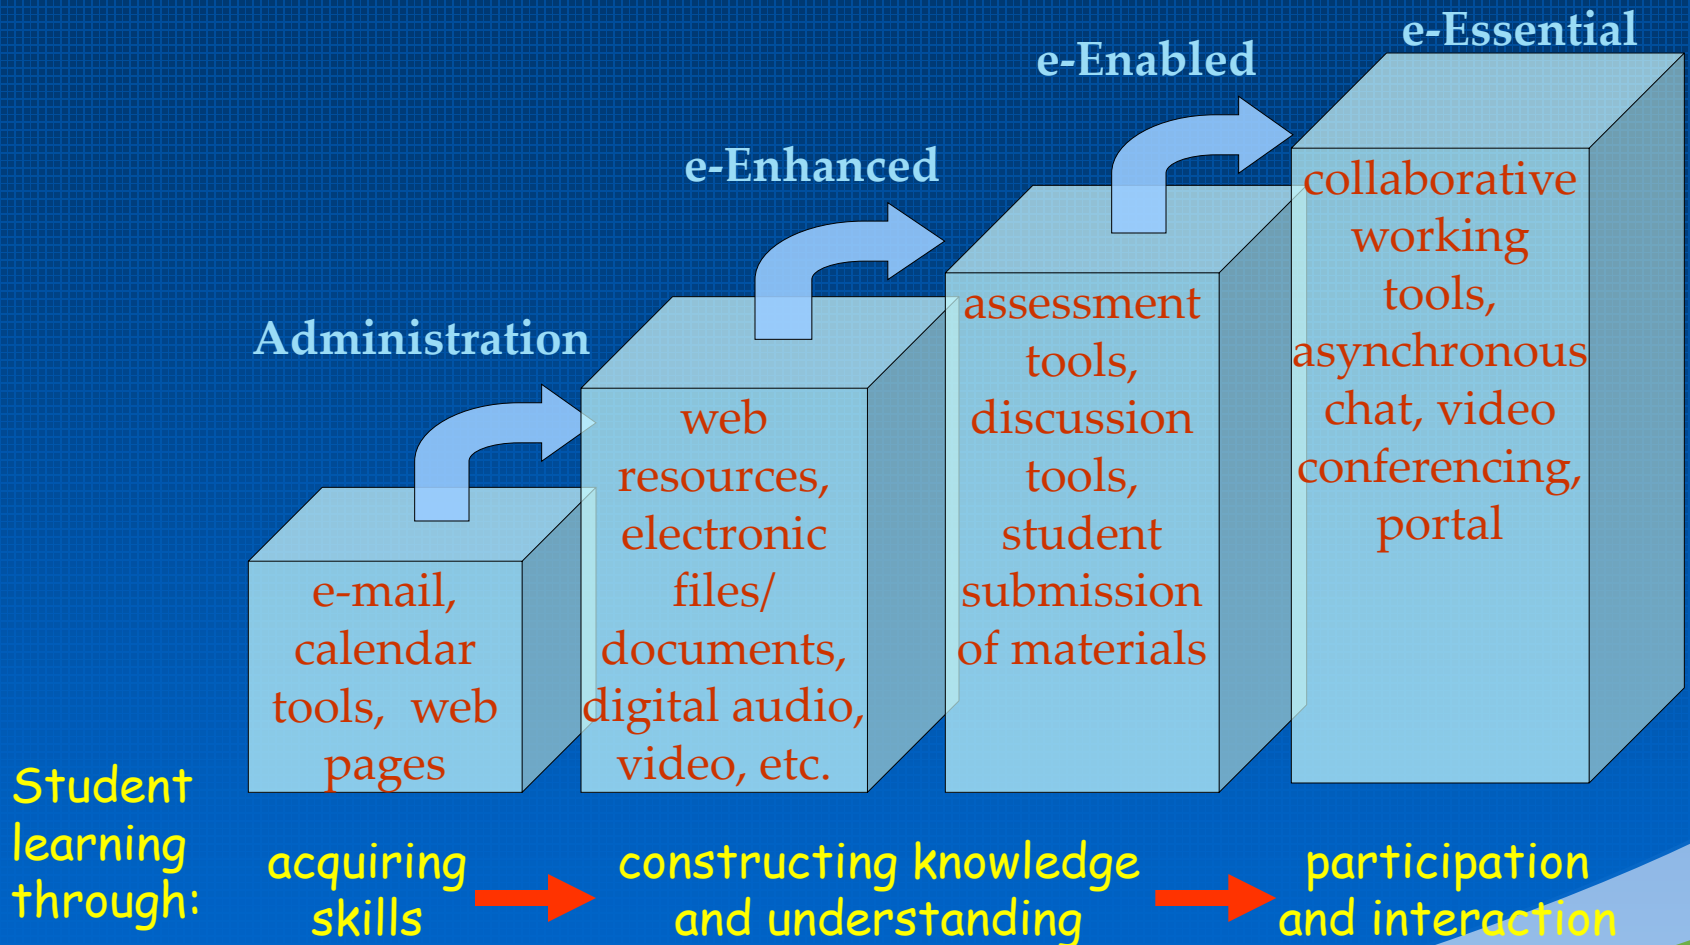 Administration
e-mail,
calendar
tools, web
pages
e-Enhanced
web
resources,
electronic
files/
documents,
digital audio,
video, etc.
e-Enabled
assessment
tools,
discussion
tools,
student
submission
of materials
e-Essential
collaborative
working
tools,
asynchronous
chat, video
conferencing,
portal
Student
learning
through:
acquiring
skills
constructing knowledge
and understanding
participation
and interaction